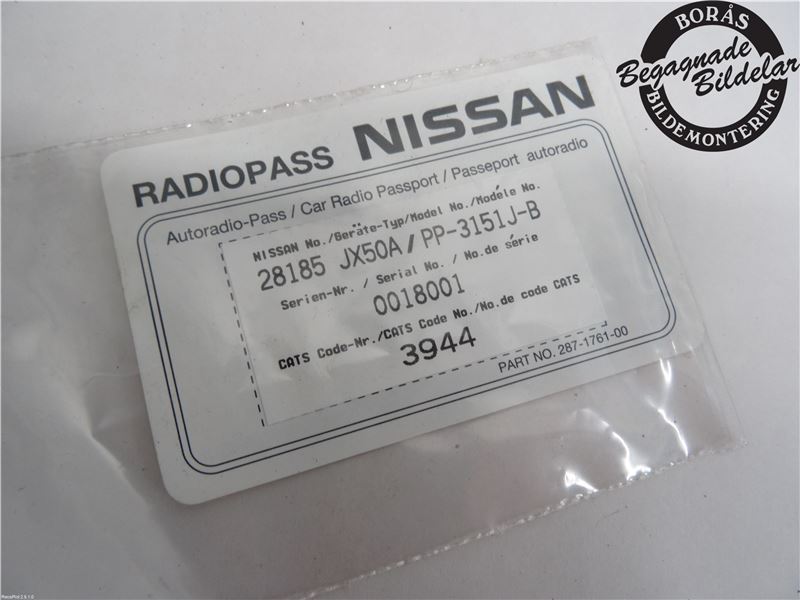 BORÅS
Begagnade
Bildelar
BILDEMONTERING
RADIOPASS NISSAN
Autoradio-Pass / Car Radio Passport / Passeport autoradio
NISSAN No./Geräte-Typ/Model No./Modéle No.
28185 JX50A / PP-3151J-B
Serien-Nr. / Serial No. / No.de série
0018001
CATS Code-Nr./CATS Code No./No.de code CATS
3944
PART NO. 287-1761-00